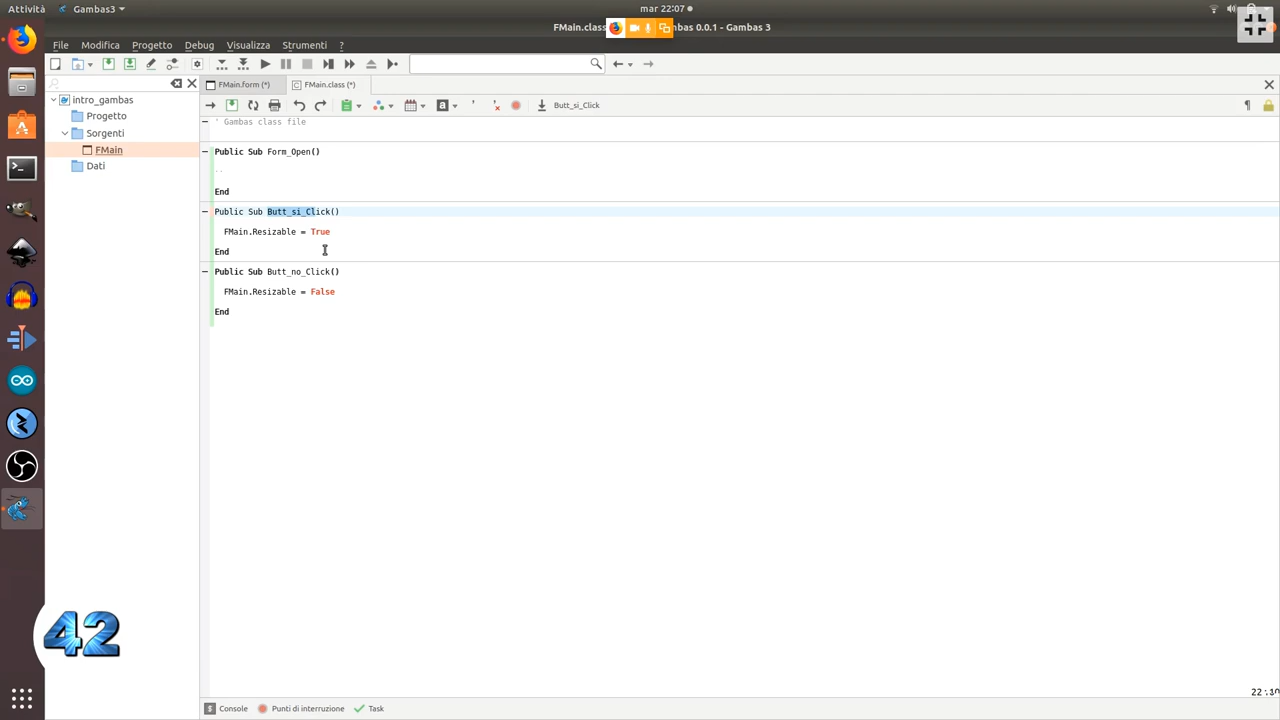 Attività Gambas3 mar 22:07
FMain.class
mbas 0.0.1 - Gambas 3
File Modifica Progetto Debug Visualizza Strumenti ?
FMain.form (*) FMain.class (*)
intro_gambas
Butt_si_Click
Progetto
Sorgenti
FMain
Dati
' Gambas class file
Public Sub Form_Open()
End
Public Sub Butt_si_Click()
FMain.Resizable = True
End
Public Sub Butt_no_Click()
FMain.Resizable = False
End
42
Console Punti di interruzione Task